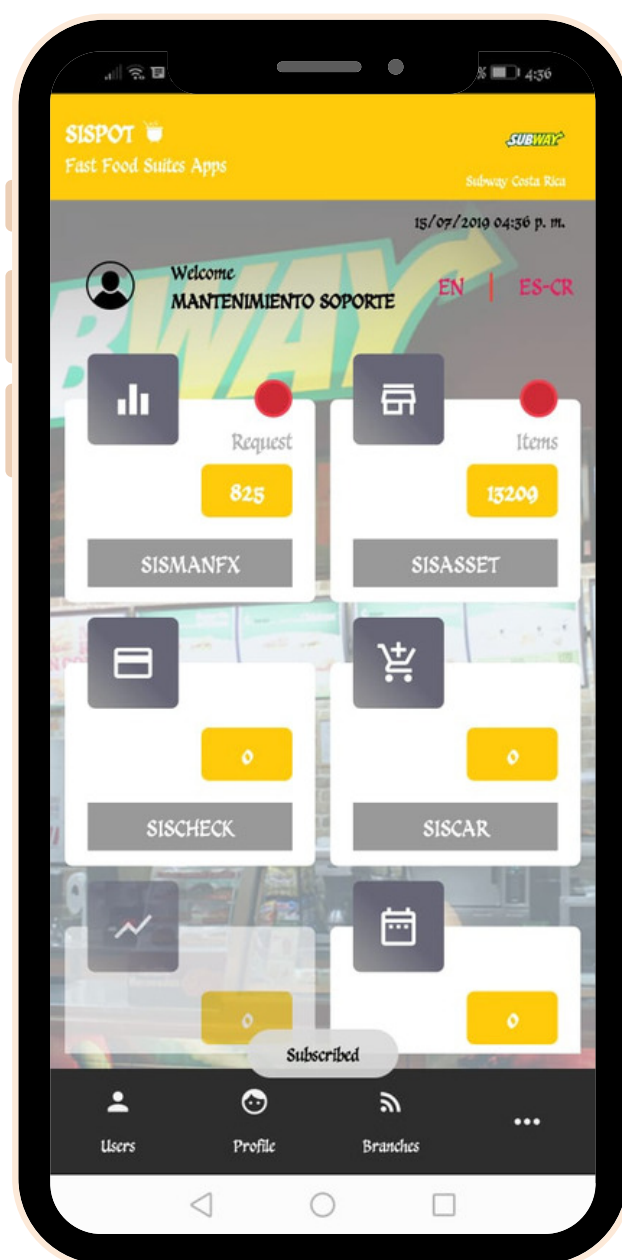 % 4:36
SISPOT
SUBWAY
Fast Food Suites Apps
Subway Costa Rica
15/07/2019 04:36 p. m.
Welcome
MANTENIMIENTO SOPORTE
EN | ES-CR
BWAY
Request
825
SISMANFX
Items
13209
SISASSET
0
SISCHECK
0
SISCAR
0
0
Subscribed
Users
Profile
Branches